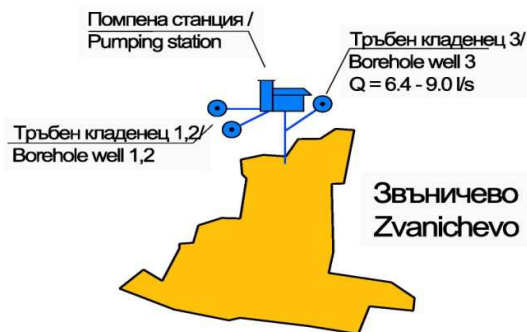 Помпена станция /
Pumping station
Тръбен кладенец 3/
Borehole well 3
Q = 6.4 - 9.0 l/s
Тръбен кладенец 1,2/
Borehole well 1,2
Звъничево
Zvanichevo